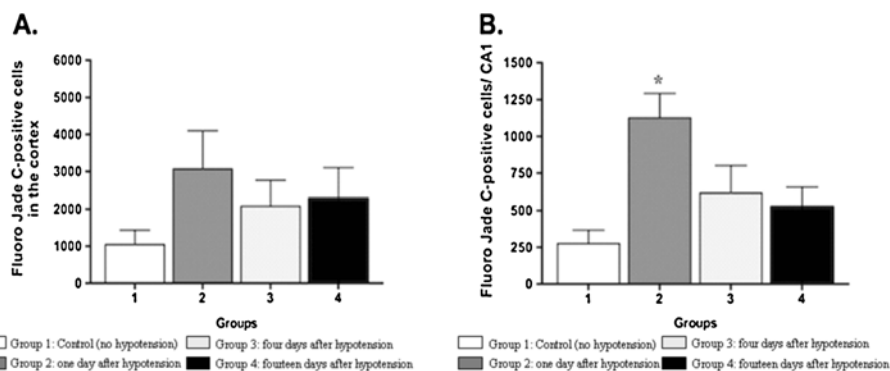 A.
Fluoro Jade C-positive cells
in the cortex
6000
5000
4000
3000
2000
1000
0
1 2 3 4
Groups
Group 1: Control (no hypotension)
Group 3: four days after hypotension
Group 2: one day after hypotension
Group 4: fourteen days after hypotension
B.
Fluoro Jade C-positive cells/ CA1
1500
1250
1000
750
500
250
0
*
1 2 3 4
Groups
Group 1: Control (no hypotension)
Group 3: four days after hypotension
Group 2: one day after hypotension
Group 4: fourteen days after hypotension